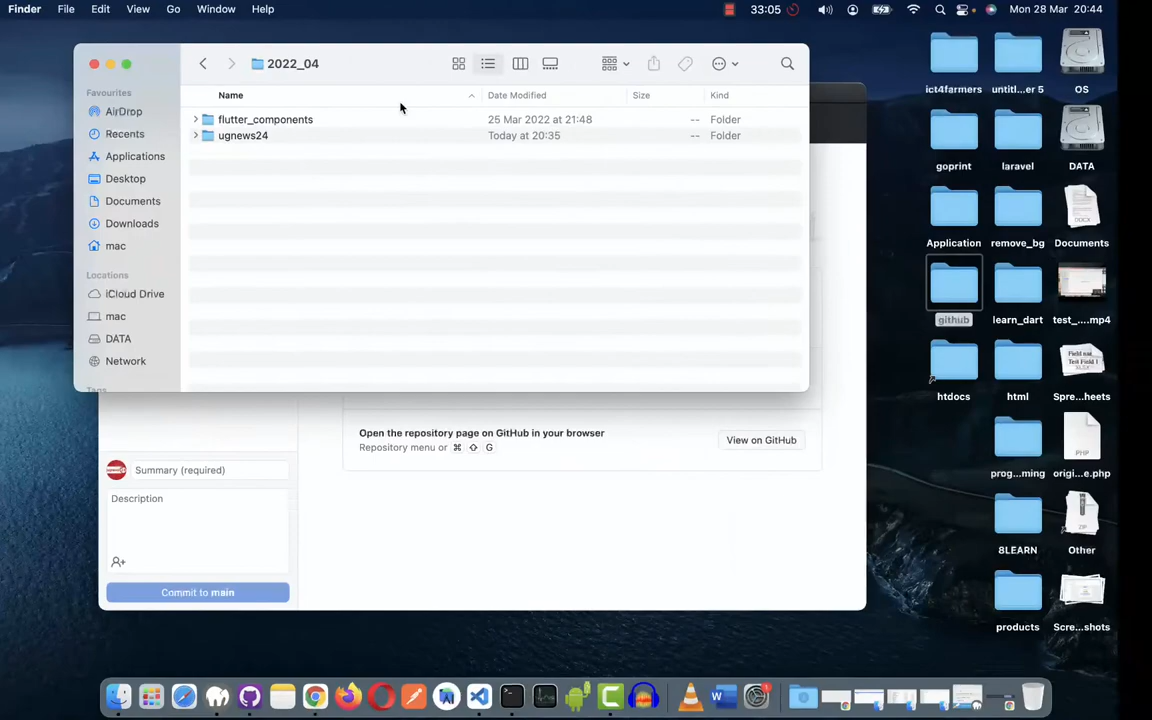 Finder File Edit View Go Window Help 33:05 Mon 28 Mar 20:44
2022_04
Favourites
AirDrop
Recents
Applications
Desktop
Documents
Downloads
mac
Locations
iCloud Drive
mac
DATA
Network
Name Date Modified Size Kind
flutter_components 25 Mar 2022 at 21:48 -- Folder
ugnews24 Today at 20:35 -- Folder
Open the repository page on GitHub in your browser
Repository menu or ⌘ ⇧ G
View on GitHub
Summary (required)
Description
Commit to main
ict4farmers untitl...er 5 OS
goprint laravel DATA
Application remove_bg Documents
github learn_dart test_....mp4
htdocs html Spre...heets
prog...ming origi...e.php
8LEARN Other
products Scre...shots
DOCX
XLSX
PHP
ZIP